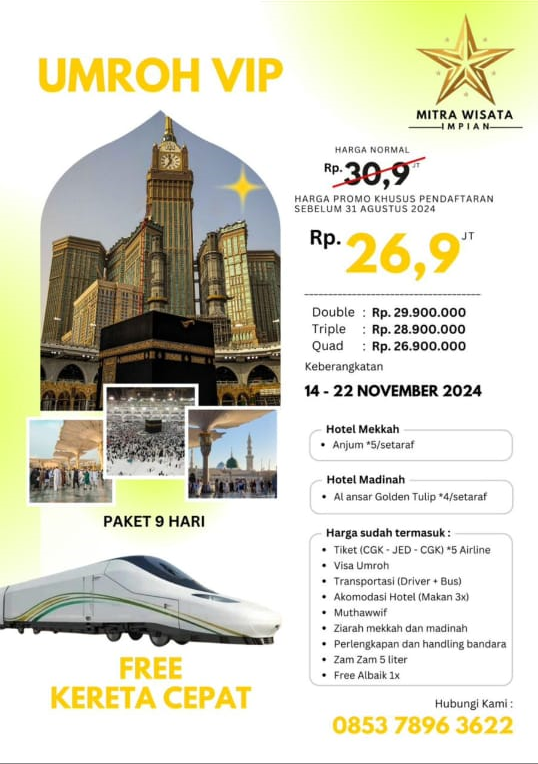 UMROH VIP
MITRA WISATA
IMPIAN
HARGA NORMAL
Rp. 30,9 JT
HARGA PROMO KHUSUS PENDAFTARAN
SEBELUM 31 AGUSTUS 2024
Rp. 26,9 JT
Double : Rp. 29.900.000
Triple : Rp. 28.900.000
Quad : Rp. 26.900.000
Keberangkatan
14 - 22 NOVEMBER 2024
Hotel Mekkah
• Anjum *5/setaraf
Hotel Madinah
• Al ansar Golden Tulip *4/setaraf
PAKET 9 HARI
Harga sudah termasuk :
• Tiket (CGK - JED - CGK) *5 Airline
• Visa Umroh
• Transportasi (Driver + Bus)
• Akomodasi Hotel (Makan 3x)
• Muthawwif
• Ziarah mekkah dan madinah
• Perlengkapan dan handling bandara
• Zam Zam 5 liter
• Free Albaik 1x
FREE
KERETA CEPAT
Hubungi Kami :
0853 7896 3622